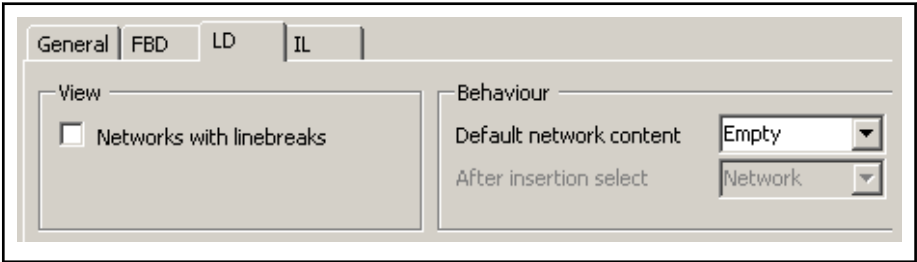 General FBD LD IL
View
Networks with linebreaks
Behaviour
Default network content Empty
After insertion select Network